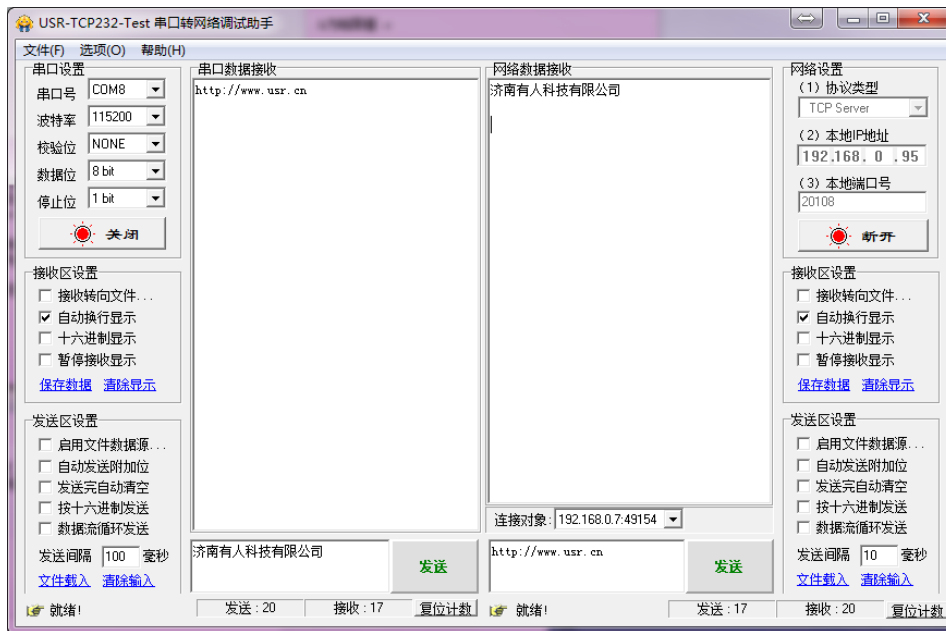 USR-TCP232-Test 串口转网络调试助手
文件(F) 选项(O) 帮助(H)
串口设置
串口号 COM8
波特率 115200
校验位 NONE
数据位 8 bit
停止位 1 bit
关闭
接收区设置
接收转向文件...
自动换行显示
十六进制显示
暂停接收显示
保存数据 清除显示
发送区设置
启用文件数据源...
自动发送附加位
发送完自动清空
按十六进制发送
数据流循环发送
发送间隔 100 毫秒
文件载入 清除输入
就绪!
串口数据接收
http://www.usr.cn
济南有人科技有限公司
发送
发送 : 20 接收 : 17 复位计数
网络数据接收
济南有人科技有限公司
连接对象: 192.168.0.7:49154
http://www.usr.cn
发送
就绪!
发送 : 17 接收 : 20 复位计数
网络设置
(1) 协议类型
TCP Server
(2) 本地IP地址
192.168. 0 .95
(3) 本地端口号
20108
断开
接收区设置
接收转向文件...
自动换行显示
十六进制显示
暂停接收显示
保存数据 清除显示
发送区设置
启用文件数据源...
自动发送附加位
发送完自动清空
按十六进制发送
数据流循环发送
发送间隔 10 毫秒
文件载入 清除输入